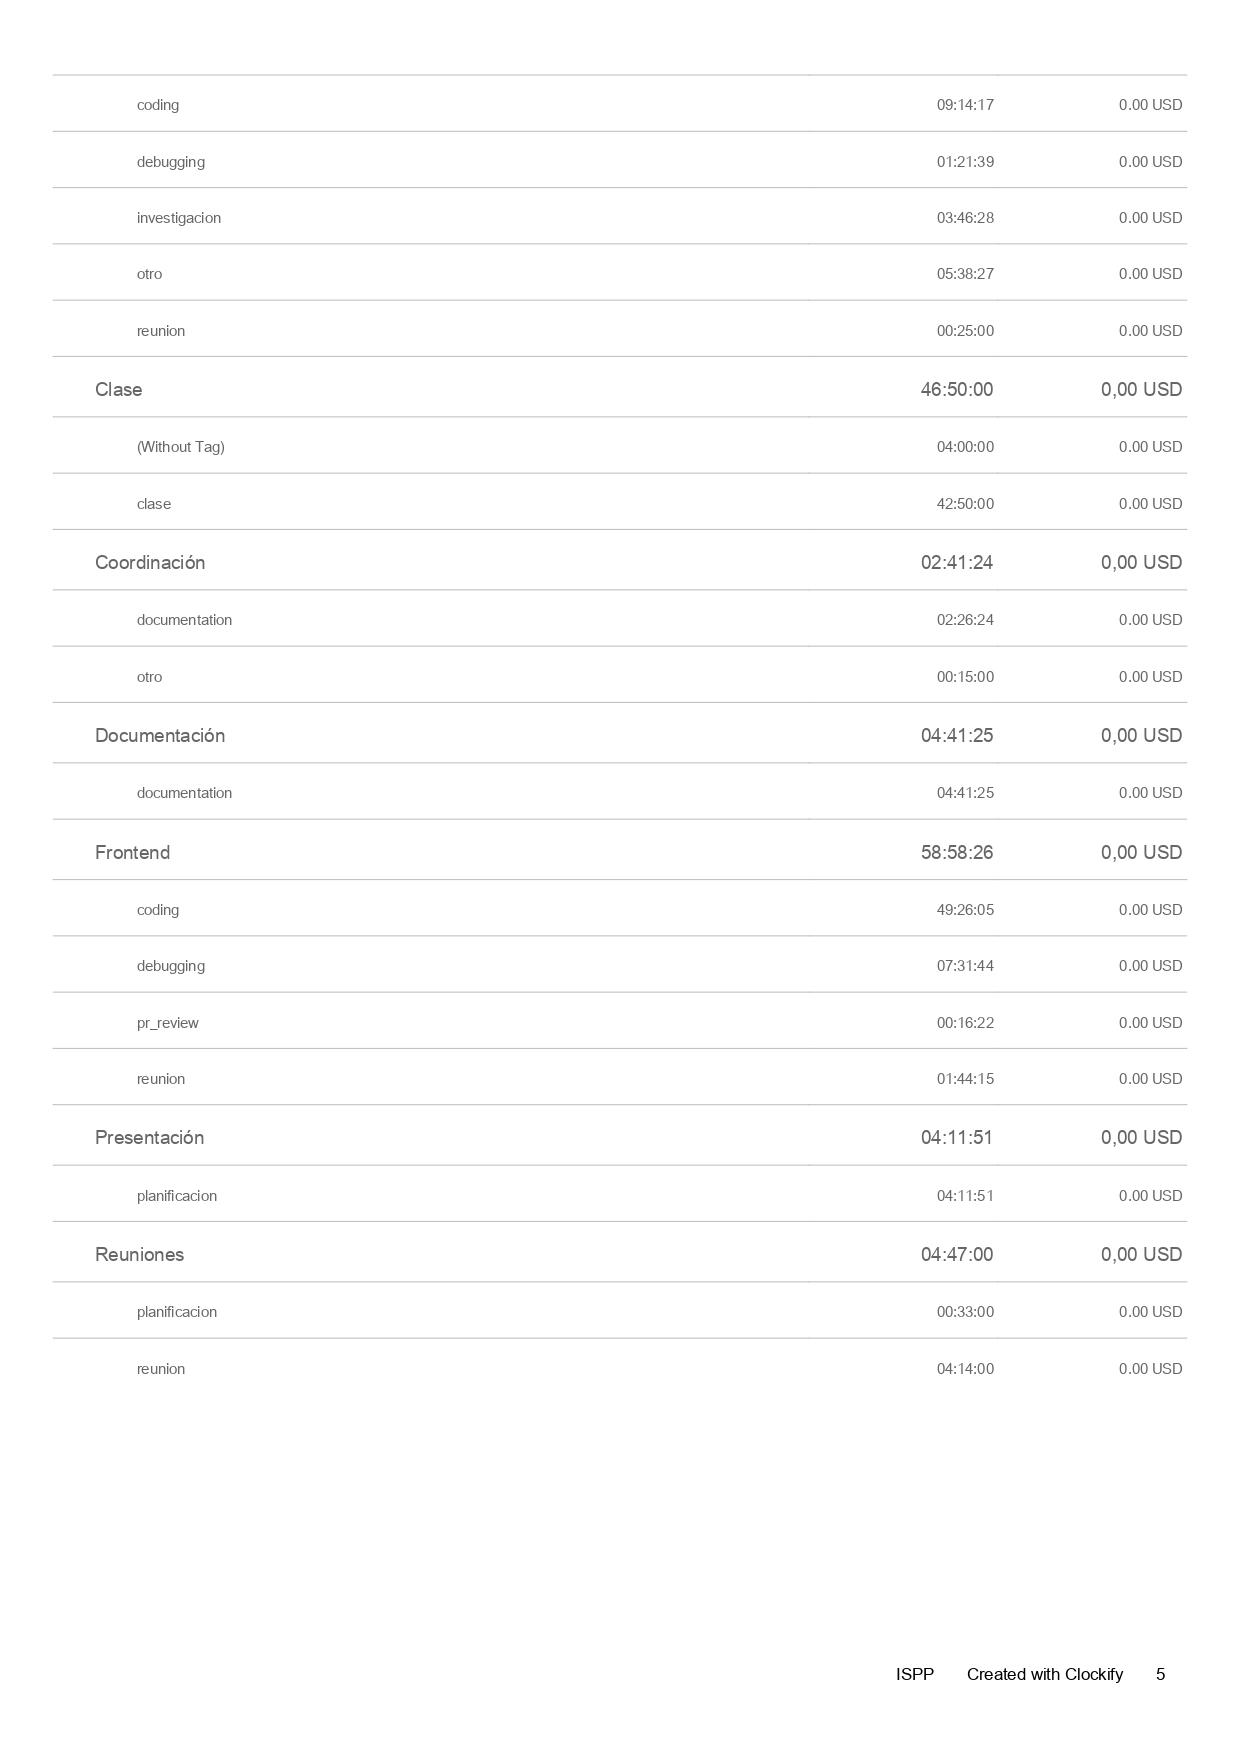 coding 09:14:17 0.00 USD
debugging 01:21:39 0.00 USD
investigacion 03:46:28 0.00 USD
otro 05:38:27 0.00 USD
reunion 00:25:00 0.00 USD
Clase 46:50:00 0,00 USD
(Without Tag) 04:00:00 0.00 USD
clase 42:50:00 0.00 USD
Coordinación 02:41:24 0,00 USD
documentation 02:26:24 0.00 USD
otro 00:15:00 0.00 USD
Documentación 04:41:25 0,00 USD
documentation 04:41:25 0.00 USD
Frontend 58:58:26 0,00 USD
coding 49:26:05 0.00 USD
debugging 07:31:44 0.00 USD
pr_review 00:16:22 0.00 USD
reunion 01:44:15 0.00 USD
Presentación 04:11:51 0,00 USD
planificacion 04:11:51 0.00 USD
Reuniones 04:47:00 0,00 USD
planificacion 00:33:00 0.00 USD
reunion 04:14:00 0.00 USD
ISPP Created with Clockify 5